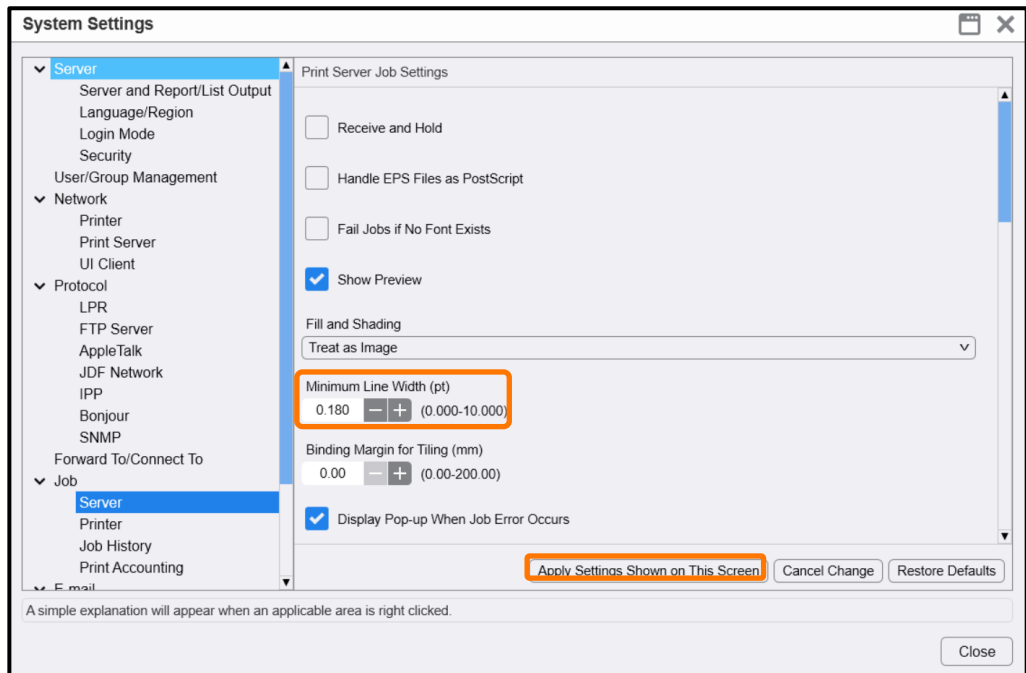 System Settings
Server
Server and Report/List Output
Language/Region
Login Mode
Security
User/Group Management
Network
Printer
Print Server
UI Client
Protocol
LPR
FTP Server
AppleTalk
JDF Network
IPP
Bonjour
SNMP
Forward To/Connect To
Job
Server
Printer
Job History
Print Accounting
E-mail
Print Server Job Settings
Receive and Hold
Handle EPS Files as PostScript
Fail Jobs if No Font Exists
Show Preview
Fill and Shading
Treat as Image
Minimum Line Width (pt)
0.180 (0.000-10.000)
Binding Margin for Tiling (mm)
0.00 (0.00-200.00)
Display Pop-up When Job Error Occurs
Apply Settings Shown on This Screen Cancel Change Restore Defaults
A simple explanation will appear when an applicable area is right clicked.
Close